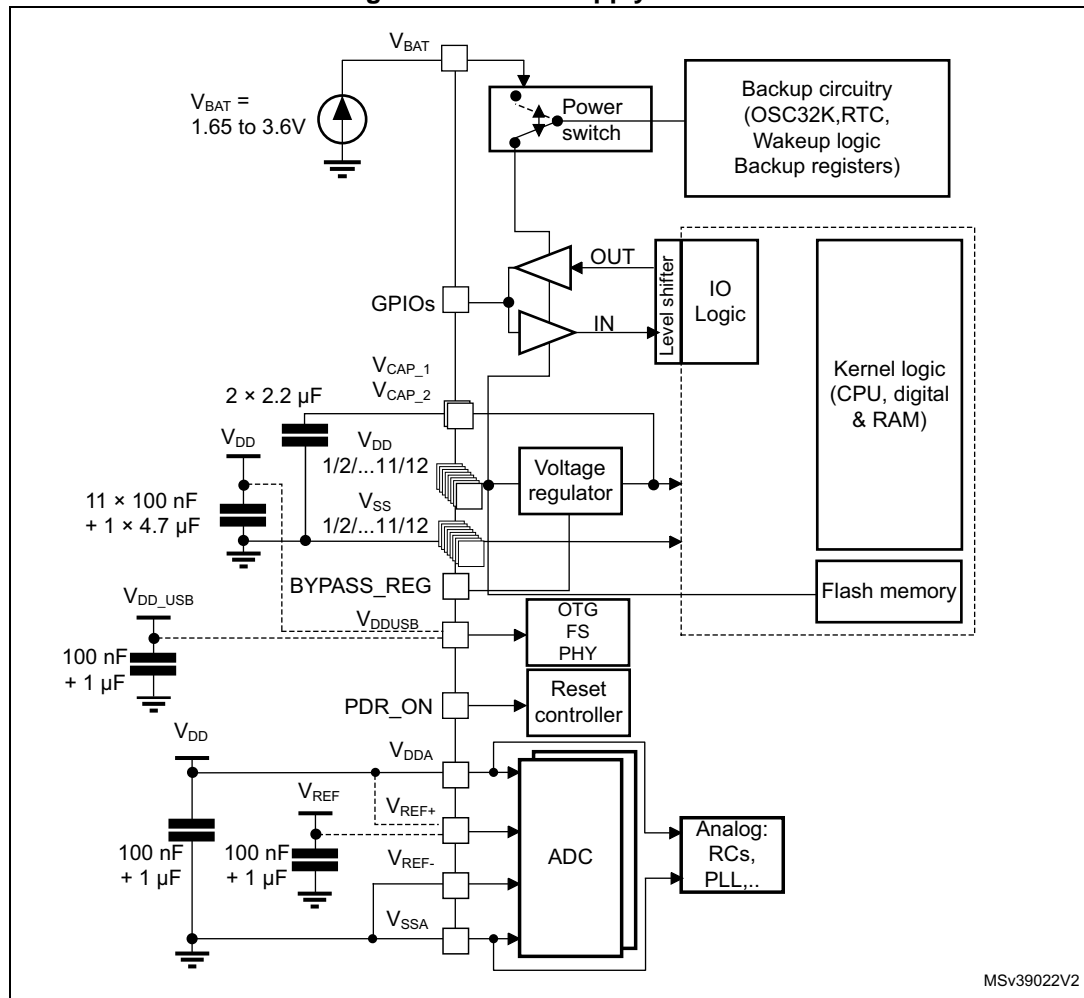 VBAT
VBAT =
1.65 to 3.6V
Power
switch
Backup circuitry
(OSC32K,RTC,
Wakeup logic
Backup registers)
OUT
GPIOs
IN
Level shifter
IO
Logic
Kernel logic
(CPU, digital
& RAM)
VCAP_1
VCAP_2
2 × 2.2 µF
VDD
VDD
1/2/...11/12
Voltage
regulator
11 × 100 nF
+ 1 × 4.7 µF
VSS
1/2/...11/12
BYPASS_REG
Flash memory
VDD_USB
VDDUSB
OTG
FS
PHY
100 nF
+ 1 µF
PDR_ON
Reset
controller
VDD
VDDA
VREF
VREF+
100 nF
+ 1 µF
100 nF
+ 1 µF
VREF-
ADC
Analog:
RCs,
PLL,..
VSSA
MSv39022V2